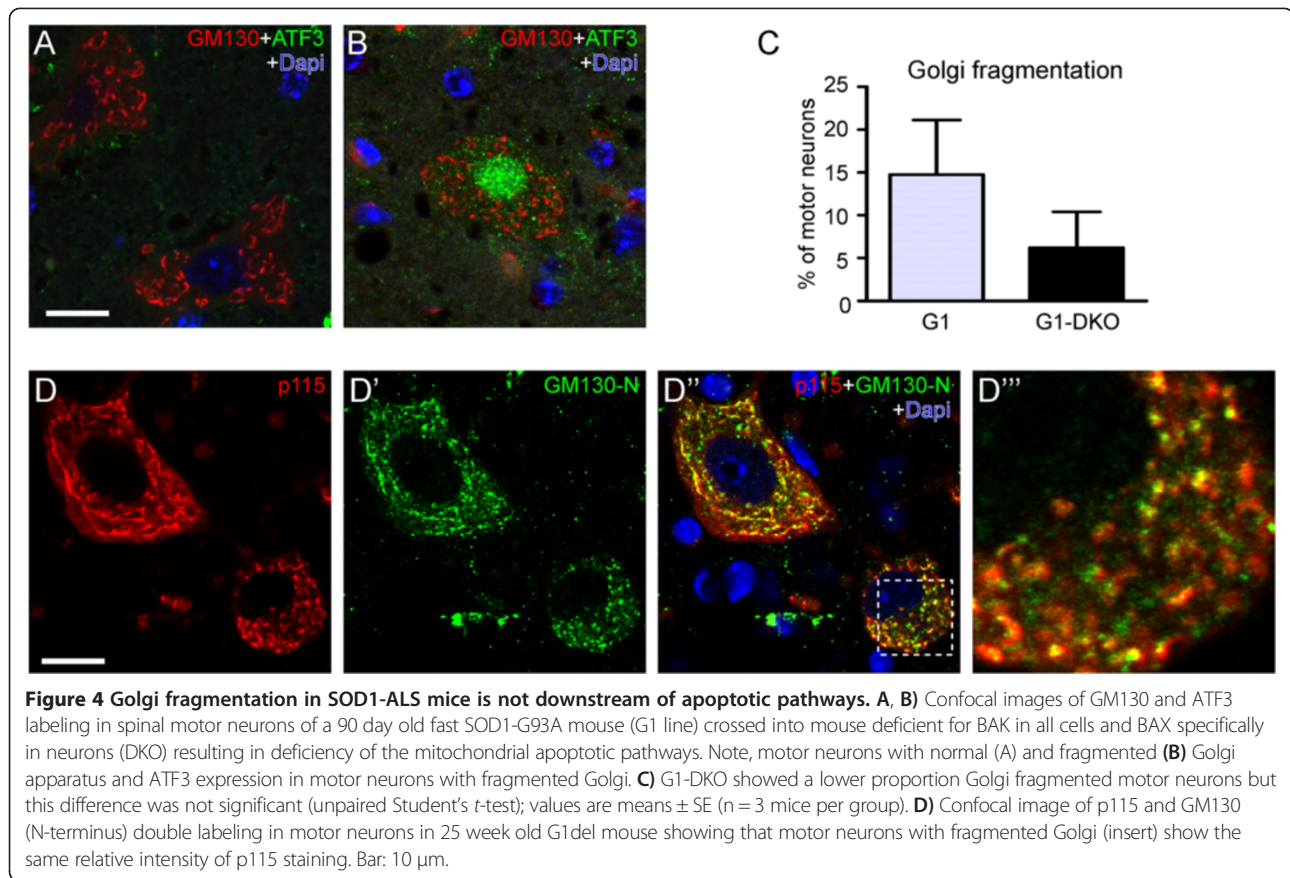 A
GM130+ATF3
+Dapi
B
GM130+ATF3
+Dapi
C
Golgi fragmentation
% of motor neurons
25
20
15
10
5
0
G1
G1-DKO
D
p115
D'
GM130-N
D''
p115+GM130-N
+Dapi
D'''
Figure 4 Golgi fragmentation in SOD1-ALS mice is not downstream of apoptotic pathways. A, B) Confocal images of GM130 and ATF3
labeling in spinal motor neurons of a 90 day old fast SOD1-G93A mouse (G1 line) crossed into mouse deficient for BAK in all cells and BAX specifically
in neurons (DKO) resulting in deficiency of the mitochondrial apoptotic pathways. Note, motor neurons with normal (A) and fragmented (B) Golgi
apparatus and ATF3 expression in motor neurons with fragmented Golgi. C) G1-DKO showed a lower proportion Golgi fragmented motor neurons but
this difference was not significant (unpaired Student's t-test); values are means ± SE (n = 3 mice per group). D) Confocal image of p115 and GM130
(N-terminus) double labeling in motor neurons in 25 week old G1del mouse showing that motor neurons with fragmented Golgi (insert) show the
same relative intensity of p115 staining. Bar: 10 μm.